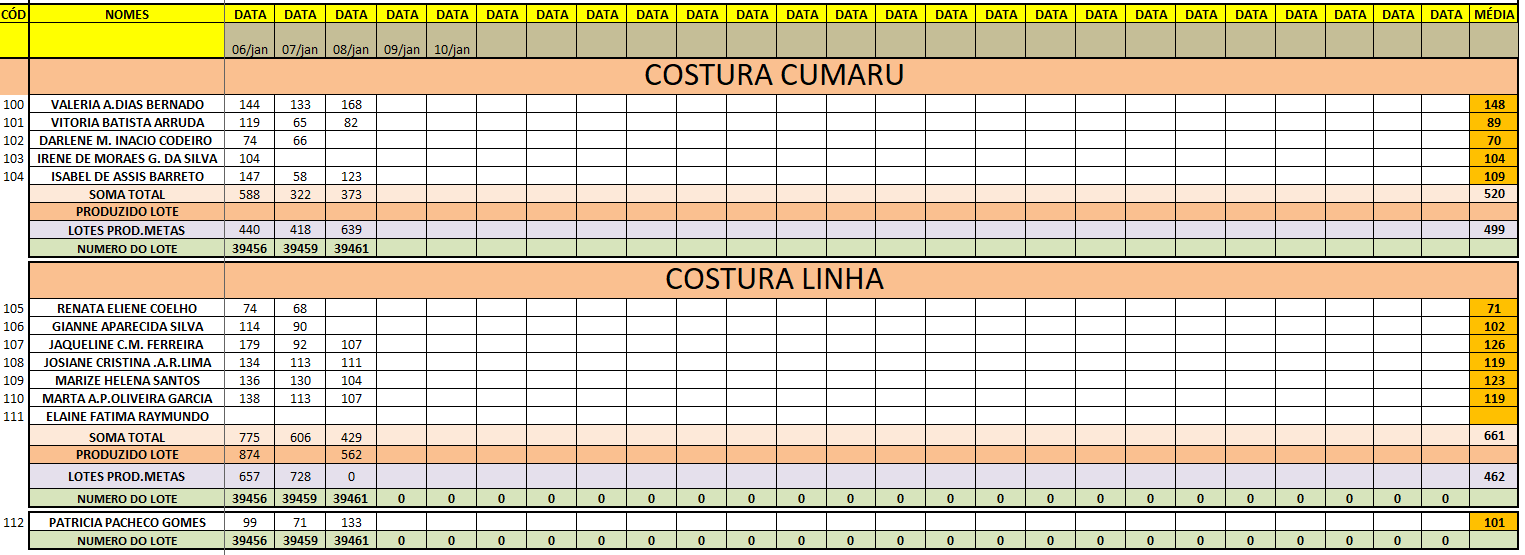 CÓD NOMES DATA DATA DATA DATA DATA DATA DATA DATA DATA DATA DATA DATA DATA DATA DATA DATA DATA DATA DATA DATA DATA DATA DATA DATA DATA MÉDIA
06/jan 07/jan 08/jan 09/jan 10/jan
COSTURA CUMARU
100 VALERIA A.DIAS BERNADO 144 133 168 148
101 VITORIA BATISTA ARRUDA 119 65 82 89
102 DARLENE M. INACIO CODEIRO 74 66 70
103 IRENE DE MORAES G. DA SILVA 104 104
104 ISABEL DE ASSIS BARRETO 147 58 123 109
SOMA TOTAL 588 322 373 520
PRODUZIDO LOTE
LOTES PROD.METAS 440 418 639 499
NUMERO DO LOTE 39456 39459 39461
COSTURA LINHA
105 RENATA ELIENE COELHO 74 68 71
106 GIANNE APARECIDA SILVA 114 90 102
107 JAQUELINE C.M. FERREIRA 179 92 107 126
108 JOSIANE CRISTINA .A.R.LIMA 134 113 111 119
109 MARIZE HELENA SANTOS 136 130 104 123
110 MARTA A.P.OLIVEIRA GARCIA 138 113 107 119
111 ELAINE FATIMA RAYMUNDO
SOMA TOTAL 775 606 429 661
PRODUZIDO LOTE 874 562
LOTES PROD.METAS 657 728 0 462
NUMERO DO LOTE 39456 39459 39461 0 0 0 0 0 0 0 0 0 0 0 0 0 0 0 0 0 0 0 0 0 0
112 PATRICIA PACHECO GOMES 99 71 133 101
NUMERO DO LOTE 39456 39459 39461 0 0 0 0 0 0 0 0 0 0 0 0 0 0 0 0 0 0 0 0 0 0